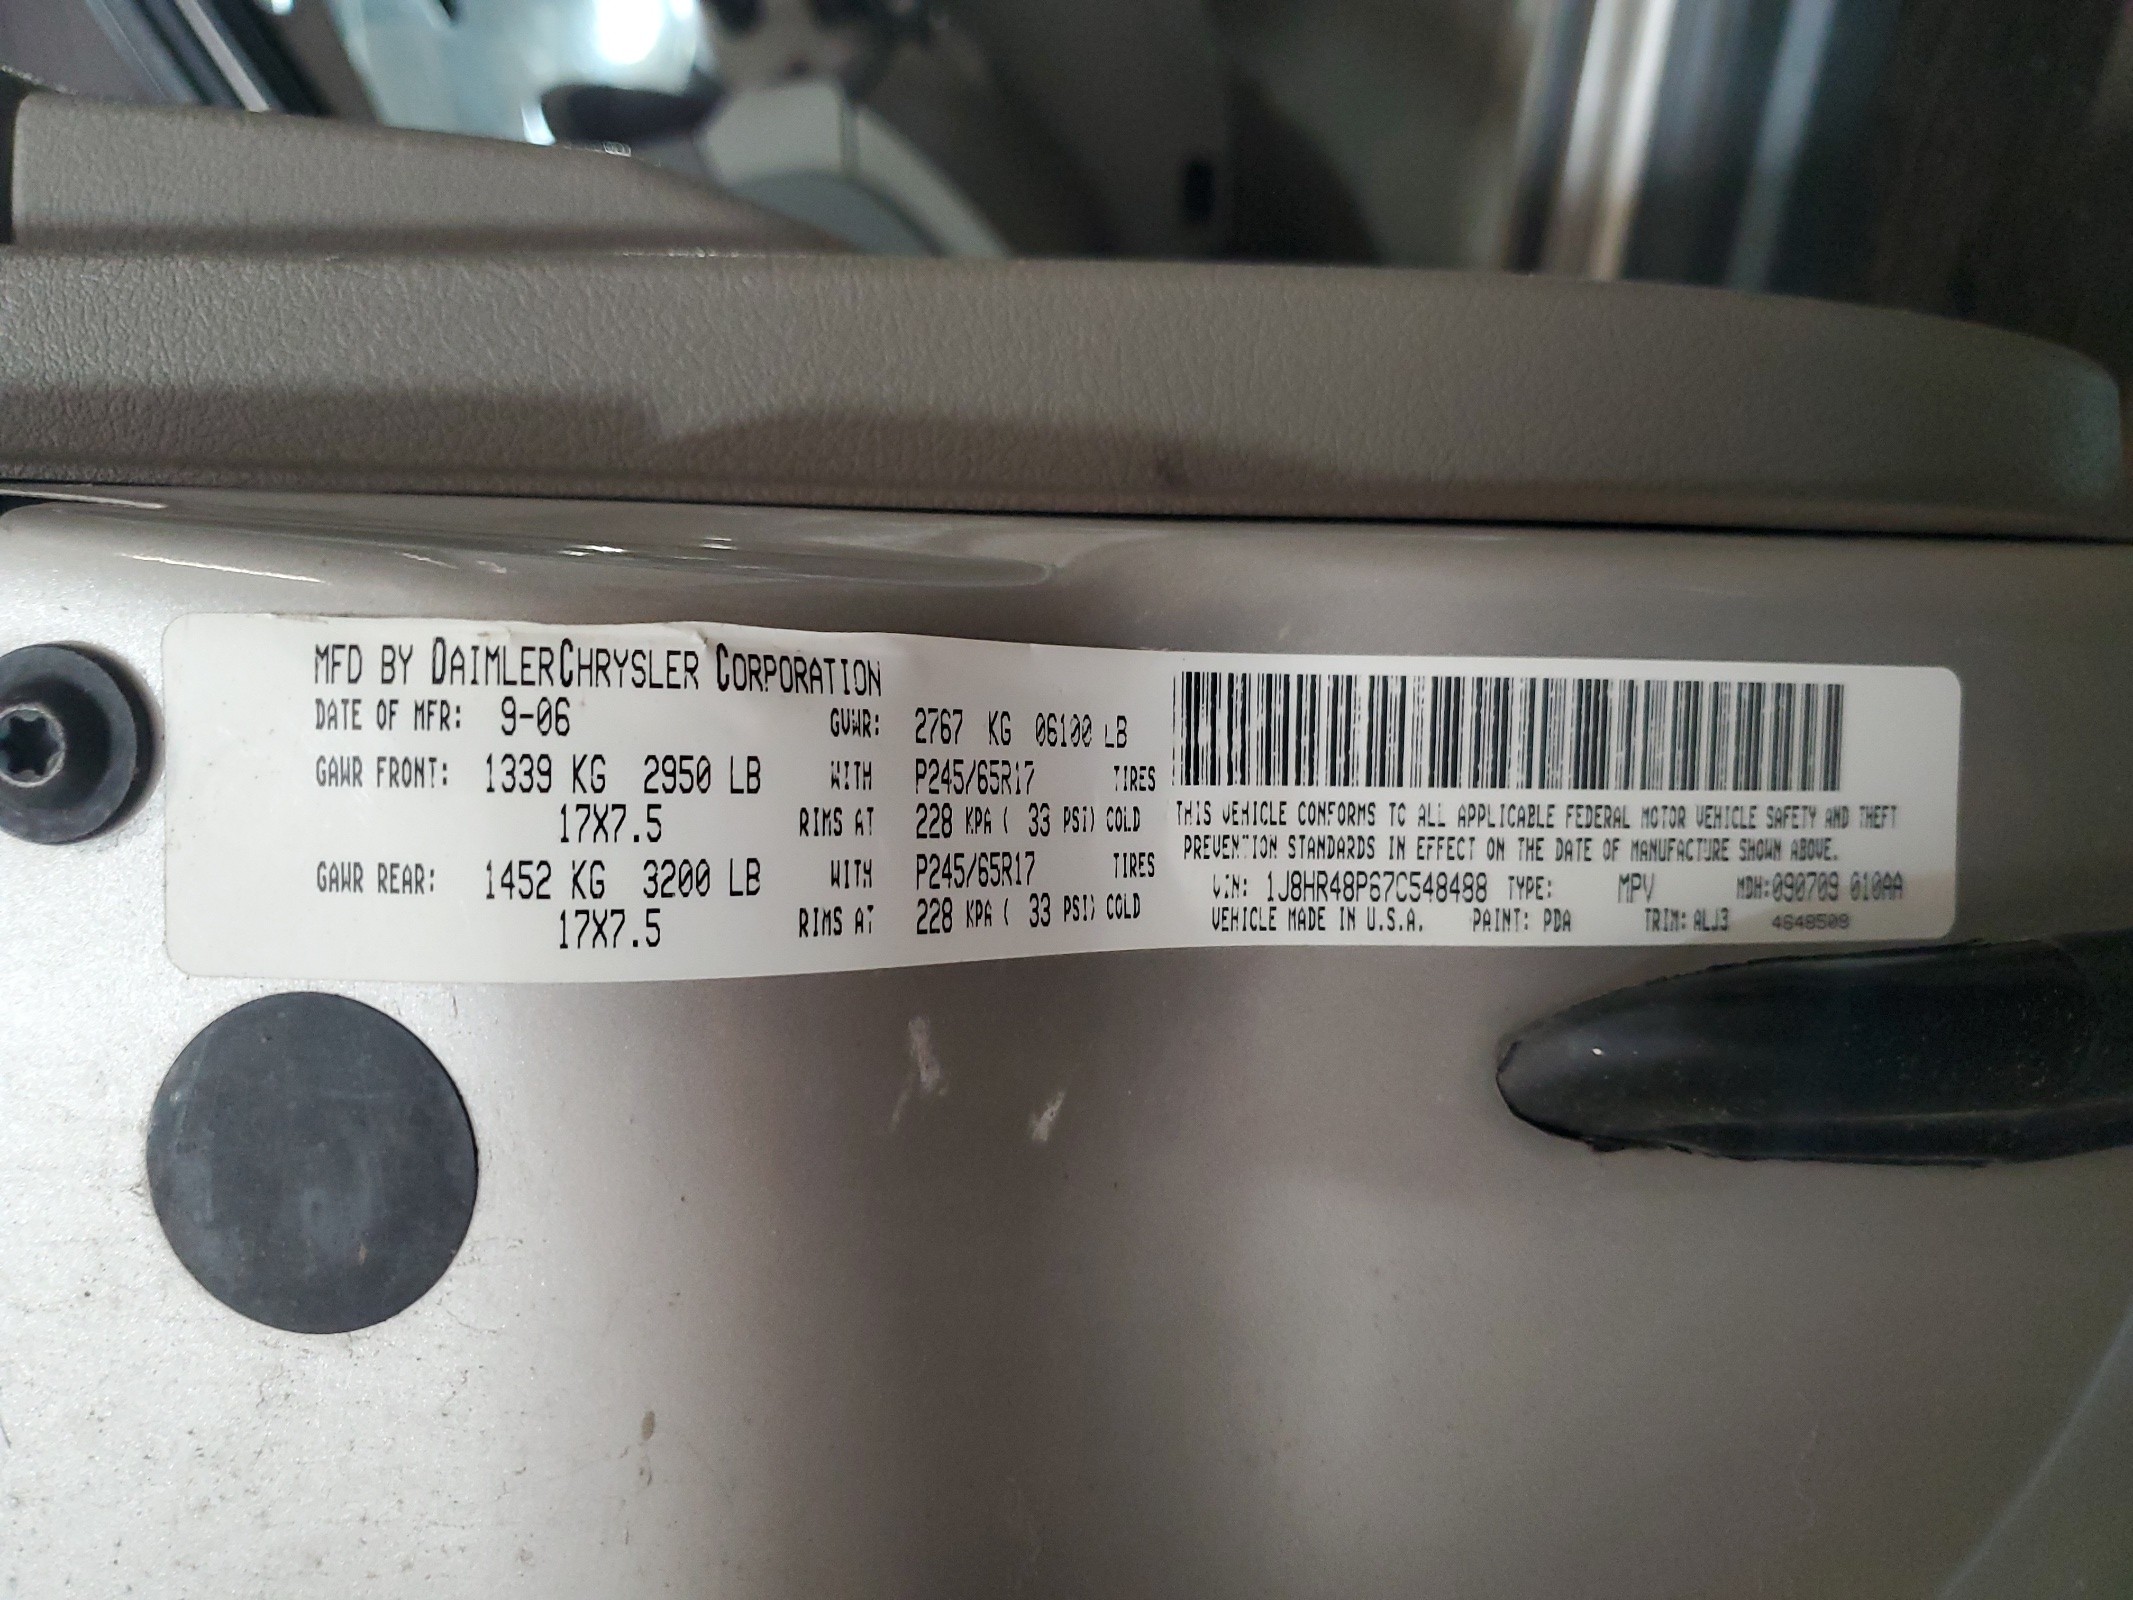 MFD BY DAIMLERCHRYSLER CORPORATION
DATE OF MFR: 9-06 GVWR: 2767 KG 06100 LB
GAWR FRONT: 1339 KG 2950 LB WITH P245/65R17 TIRES
17X7.5 RIMS AT 228 KPA ( 33 PSI) COLD
GAWR REAR: 1452 KG 3200 LB WITH P245/65R17 TIRES
17X7.5 RIMS AT 228 KPA ( 33 PSI) COLD
THIS VEHICLE CONFORMS TO ALL APPLICABLE FEDERAL MOTOR VEHICLE SAFETY AND THEFT
PREVENTION STANDARDS IN EFFECT ON THE DATE OF MANUFACTURE SHOWN ABOVE.
VIN: 1J8HR48P67C548488 TYPE: MPV MDH:090709 010AA
VEHICLE MADE IN U.S.A. PAINT: PDA TRIM: ALJ3 4648509